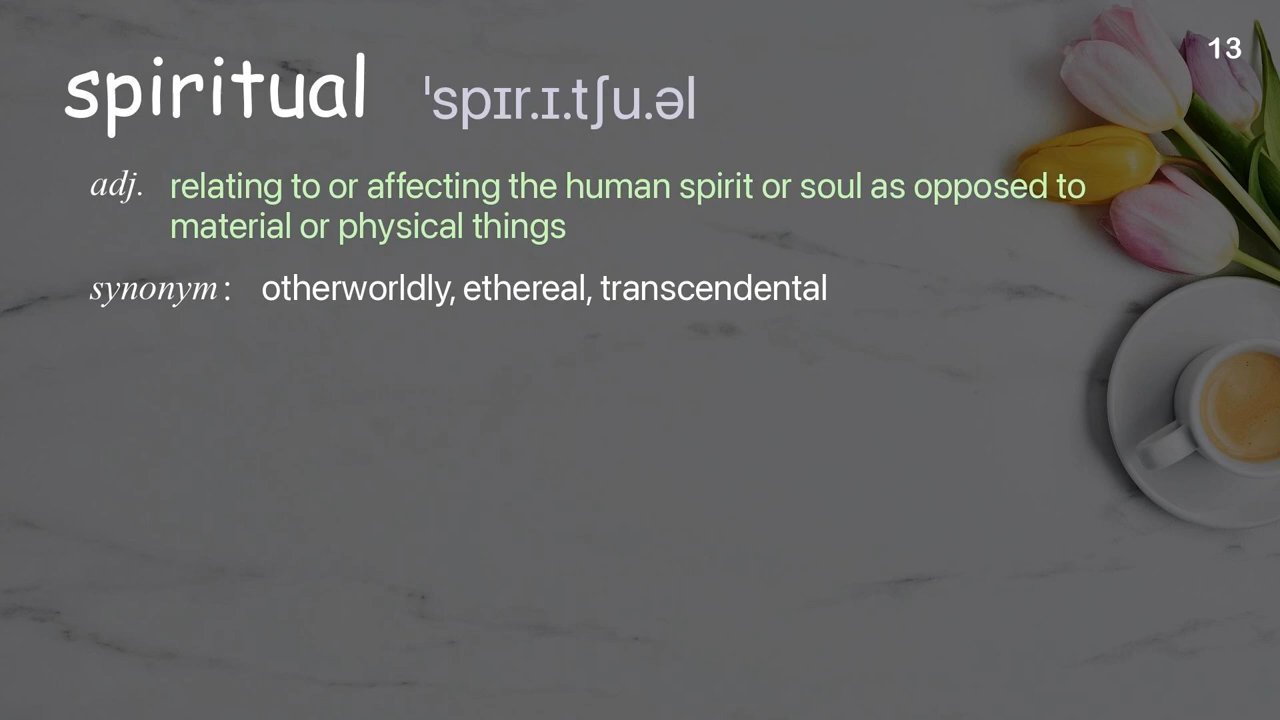 13
spiritual ˈspɪr.ɪ.tʃu.əl
adj. relating to or affecting the human spirit or soul as opposed to
material or physical things
synonym: otherworldly, ethereal, transcendental